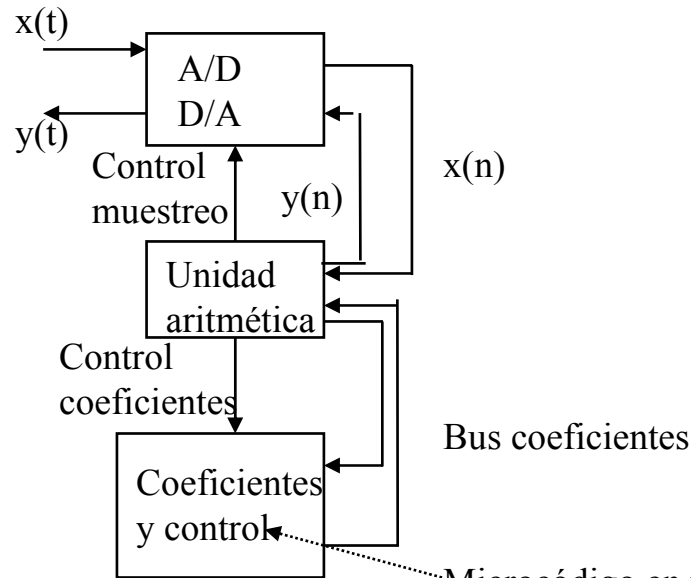 x(t)
A/D
D/A
y(t)
Control
muestreo
y(n)
x(n)
Unidad
aritmética
Control
coeficientes
Bus coeficientes
Coeficientes
y control